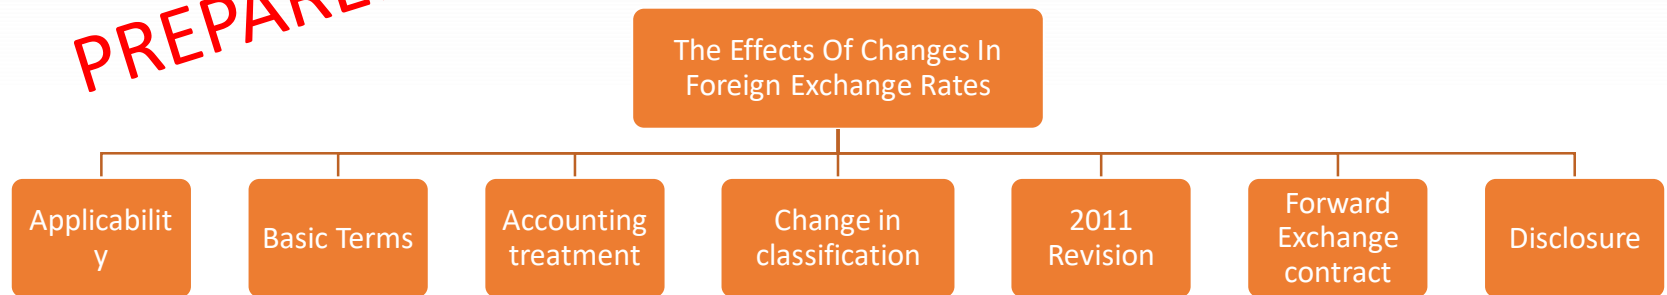 The Effects Of Changes In
Foreign Exchange Rates
Applicabilit
y
Basic Terms
Accounting
treatment
Change in
classification
2011
Revision
Forward
Exchange
contract
Disclosure